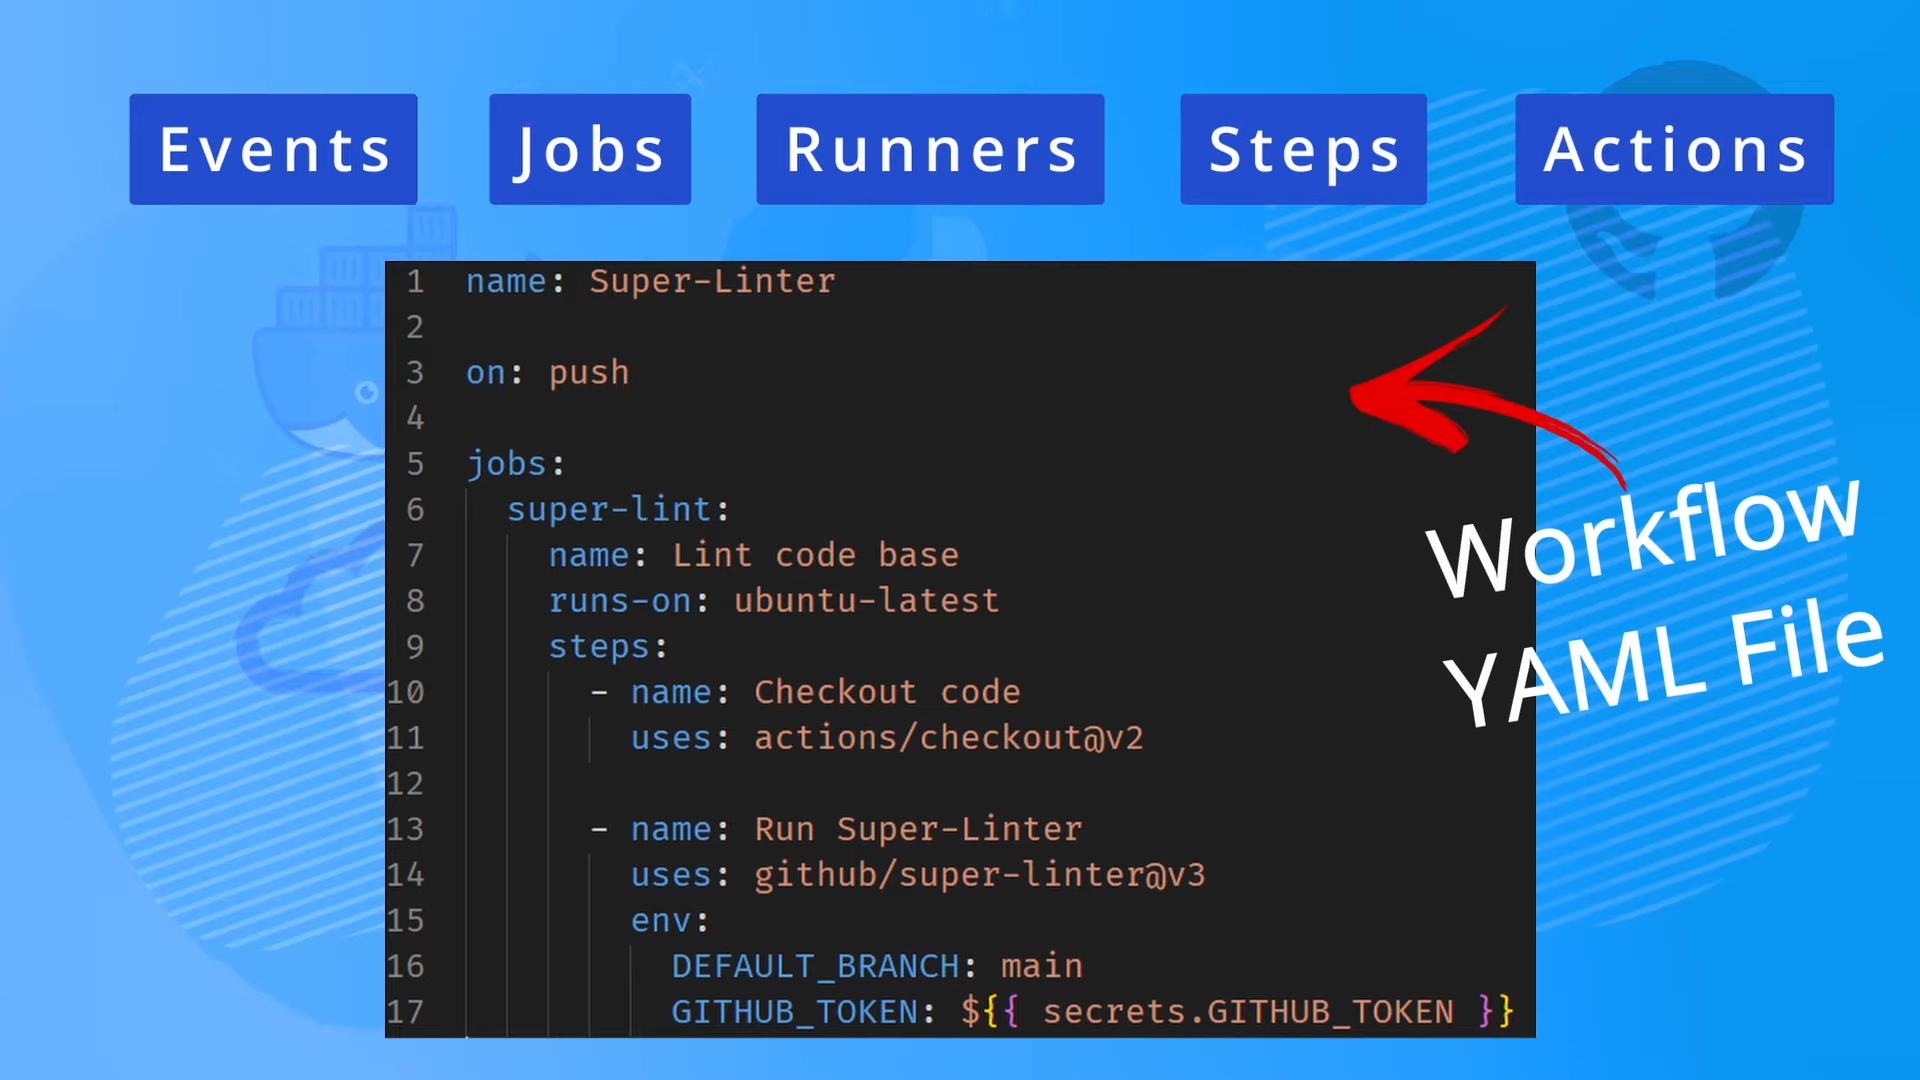 Events Jobs Runners Steps Actions
1 name: Super-Linter
2
3 on: push
4
5 jobs:
6 super-lint:
7 name: Lint code base
8 runs-on: ubuntu-latest
9 steps:
10 - name: Checkout code
11 uses: actions/checkout@v2
12
13 - name: Run Super-Linter
14 uses: github/super-linter@v3
15 env:
16 DEFAULT_BRANCH: main
17 GITHUB_TOKEN: ${{ secrets.GITHUB_TOKEN }}
Workflow
YAML File